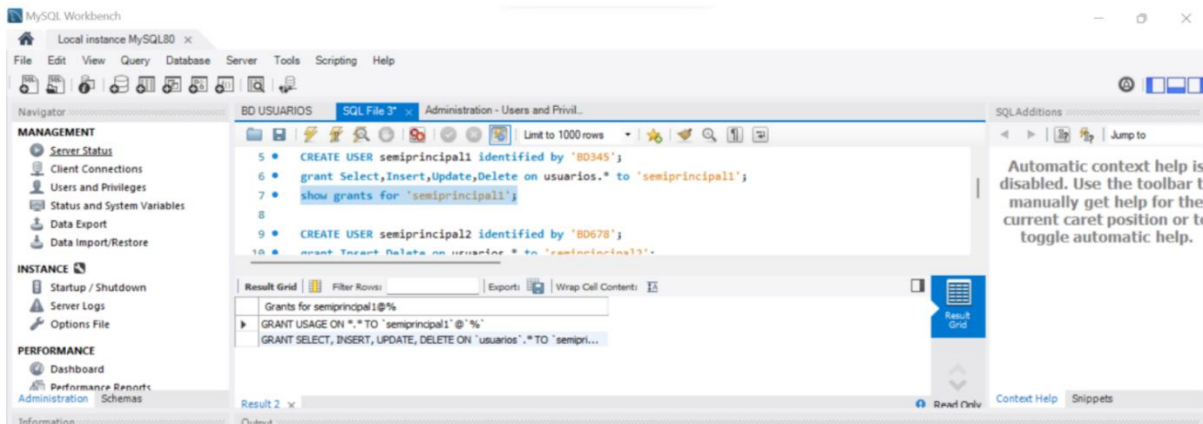 MySQL Workbench
Local instance MySQL80 ×
File Edit View Query Database Server Tools Scripting Help
Navigator
MANAGEMENT
Server Status
Client Connections
Users and Privileges
Status and System Variables
Data Export
Data Import/Restore
INSTANCE
Startup / Shutdown
Server Logs
Options File
PERFORMANCE
Dashboard
Performance Reports
Administration Schemas
Information
BD USUARIOS SQL File 3* × Administration - Users and Privil...
Limit to 1000 rows
5 CREATE USER semiprincipal1 identified by 'BD345';
6 grant Select,Insert,Update,Delete on usuarios.* to 'semiprincipal1';
7 show grants for 'semiprincipal1';
8
9 CREATE USER semiprincipal2 identified by 'BD678';
10 grant Insert Delete on usuarios.* to 'semiprincipal2';
Result Grid Filter Rows: Export: Wrap Cell Content:
Grants for semiprincipal1@%
GRANT USAGE ON *.* TO `semiprincipal1`@`%`
GRANT SELECT, INSERT, UPDATE, DELETE ON `usuarios`.* TO `semipri...
Result
Grid
Result 2 ×
Read Only
Output
SQLAdditions
Jump to
Automatic context help is
disabled. Use the toolbar
manually get help for the
current caret position or
toggle automatic help.
Context Help Snippets